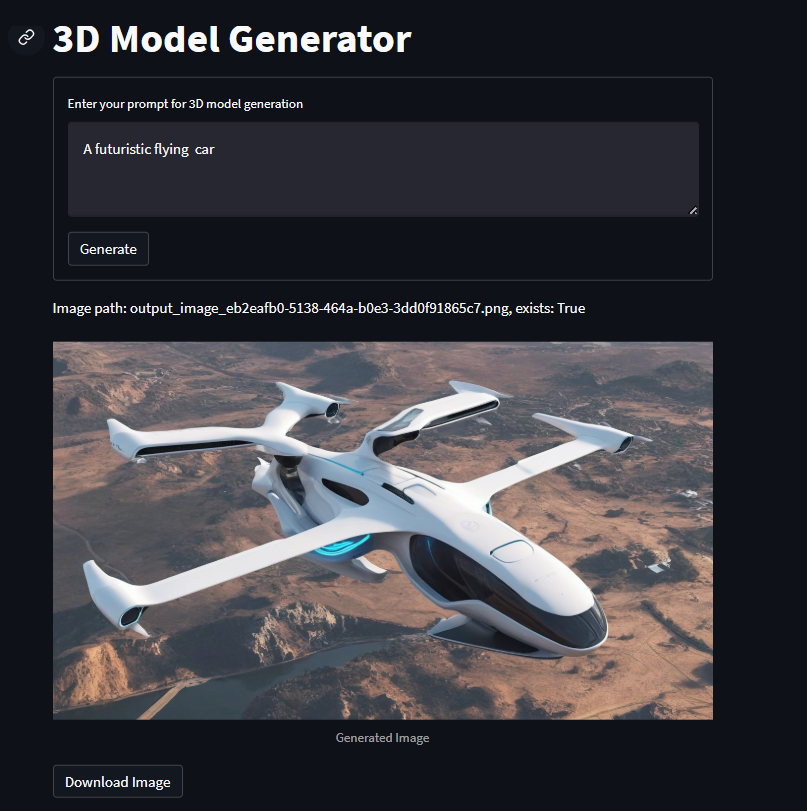 3D Model Generator
Enter your prompt for 3D model generation
A futuristic flying  car
Generate
Image path: output_image_eb2eafb0-5138-464a-b0e3-3dd0f91865c7.png, exists: True
Generated Image
Download Image